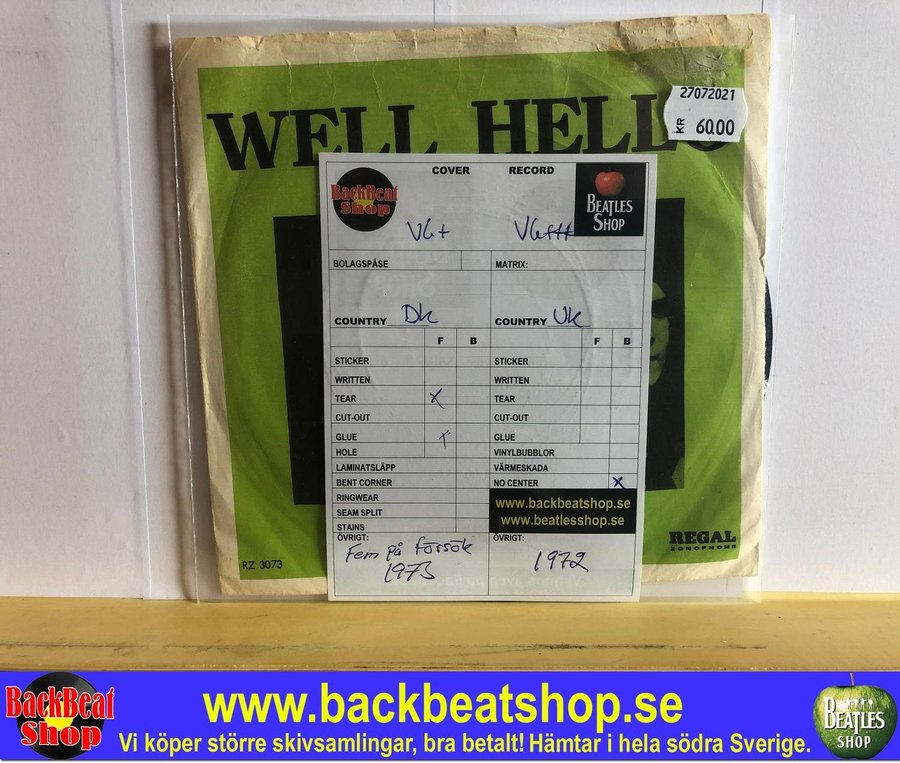 WELL HELLO
27072021
KR 60.00
COVER RECORD
BackBeat
Shop
BEATLES
SHOP
VG+ VG+++
BOLAGSPÅSE MATRIX:
COUNTRY Dk COUNTRY Uk
F B F B
STICKER STICKER
WRITTEN WRITTEN
TEAR x TEAR
CUT-OUT CUT-OUT
GLUE x GLUE
HOLE VINYLBUBBLOR
LAMINATSLÄPP VÄRMESKADA
BENT CORNER NO CENTER x
RINGWEAR
SEAM SPLIT
STAINS
www.backbeatshop.se
www.beatlesshop.se
ÖVRIGT: ÖVRIGT:
Fem på försök
1973 1972
REGAL
ZONOPHONE
RZ 3073
BackBeat
Shop
www.backbeatshop.se
Vi köper större skivsamlingar, bra betalt! Hämtar i hela södra Sverige.
BEATLES
SHOP